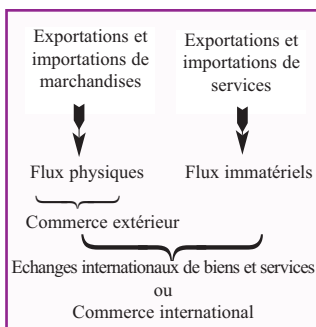 Exportations et
importations de
marchandises
Exportations et
importations de
services
Flux physiques
Flux immatériels
Commerce extérieur
Echanges internationaux de biens et services
ou
Commerce international